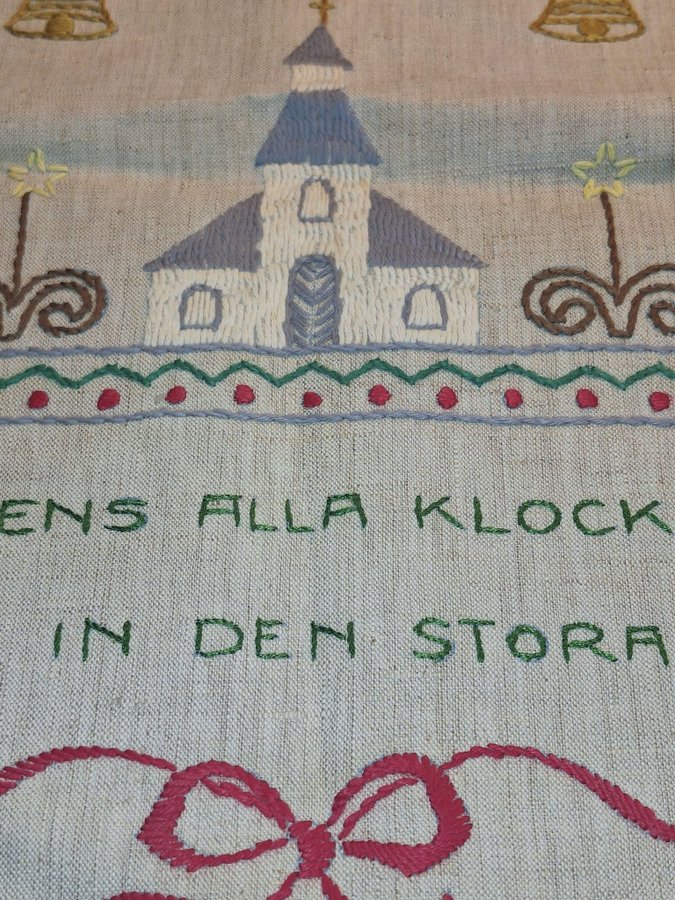 ENS ALLA KLOCK
IN DEN STORA